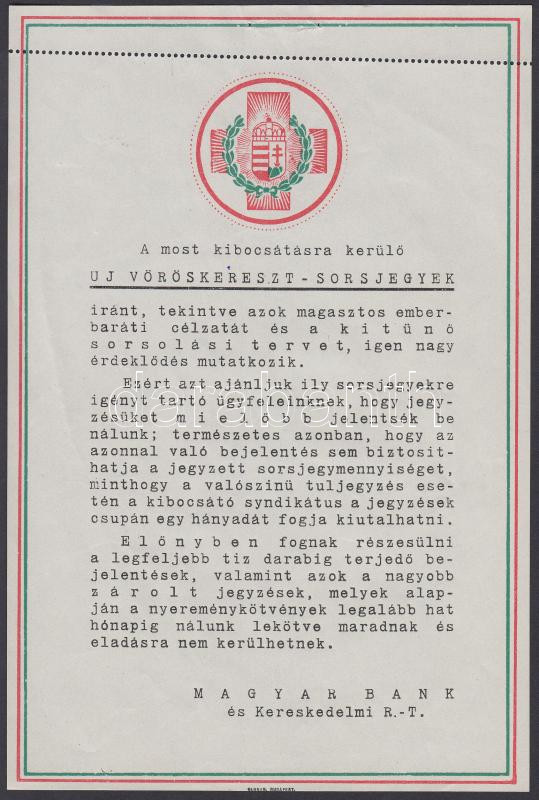 A most kibocsátásra kerülő
UJ VÖRÖSKERESZT-SORSJEGYEK
iránt, tekintve azok magasztos ember-
baráti célzatát és a kitünő
sorsolási tervet, igen nagy
érdeklődés mutatkozik.
Ezért azt ajánljuk ily sorsjegyekre
igényt tartó ügyfeleinknek, hogy jegy-
zésüket mielőbb jelentsék be
nálunk; természetes azonban, hogy az
azonnal való bejelentés sem biztosit-
hatja a jegyzett sorsjegymennyiséget,
minthogy a valószinü tuljegyzés ese-
tén a kibocsátó syndikátus a jegyzések
csupán egy hányadát fogja kiutalhatni.
Előnyben fognak részesülni
a legfeljebb tiz darabig terjedő be-
jelentések, valamint azok a nagyobb
zárolt jegyzések, melyek alap-
ján a nyereménykötvények legalább hat
hónapig nálunk lekötve maradnak és
eladásra nem kerülhetnek.
MAGYAR BANK
és Kereskedelmi R.-T.
darabanth
BUDAPEST.